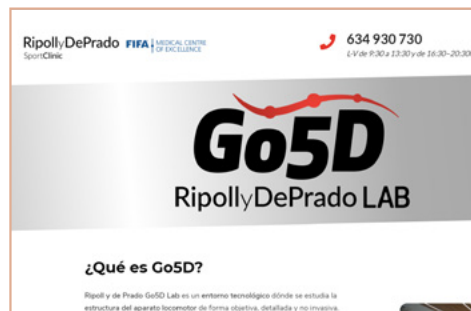 RipollyDePrado FIFA MEDICAL CENTRE
OF EXCELLENCE
SportClinic
634 930 730
L-V de 9:30 a 13:30 y de 16:30-20:30
Go5D
RipollyDePrado LAB
¿Qué es Go5D?
Ripoll y de Prado Go5D Lab es un entorno tecnológico dónde se estudia la
estructura del aparato locomotor de forma objetiva, detallada y no invasiva.